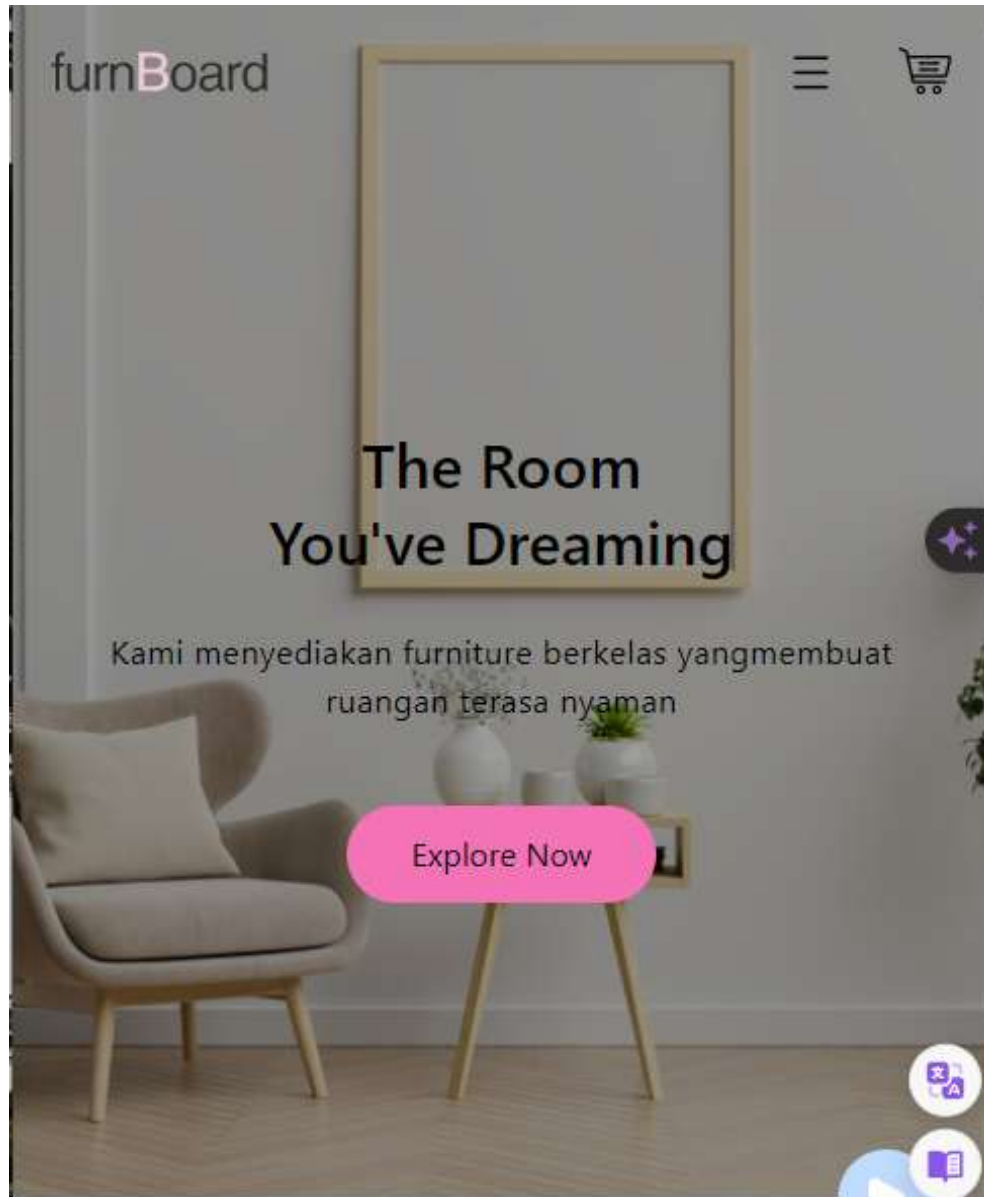 furnBoard
The Room
You've Dreaming
Kami menyediakan furniture berkelas yangmembuat
ruangan terasa nyaman
Explore Now